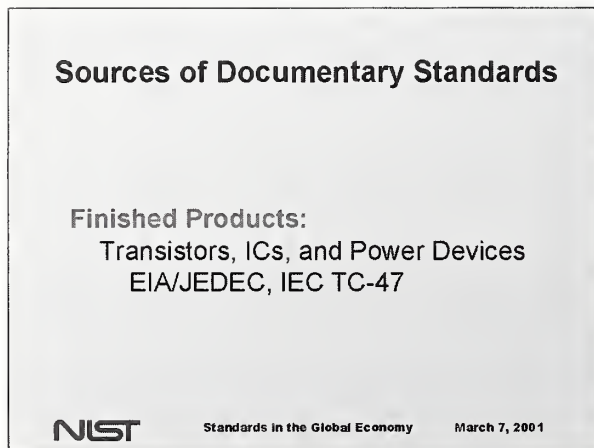 Sources of Documentary Standards
Finished Products:
Transistors, ICs, and Power Devices
EIA/JEDEC, IEC TC-47
NIST Standards in the Global Economy March 7, 2001